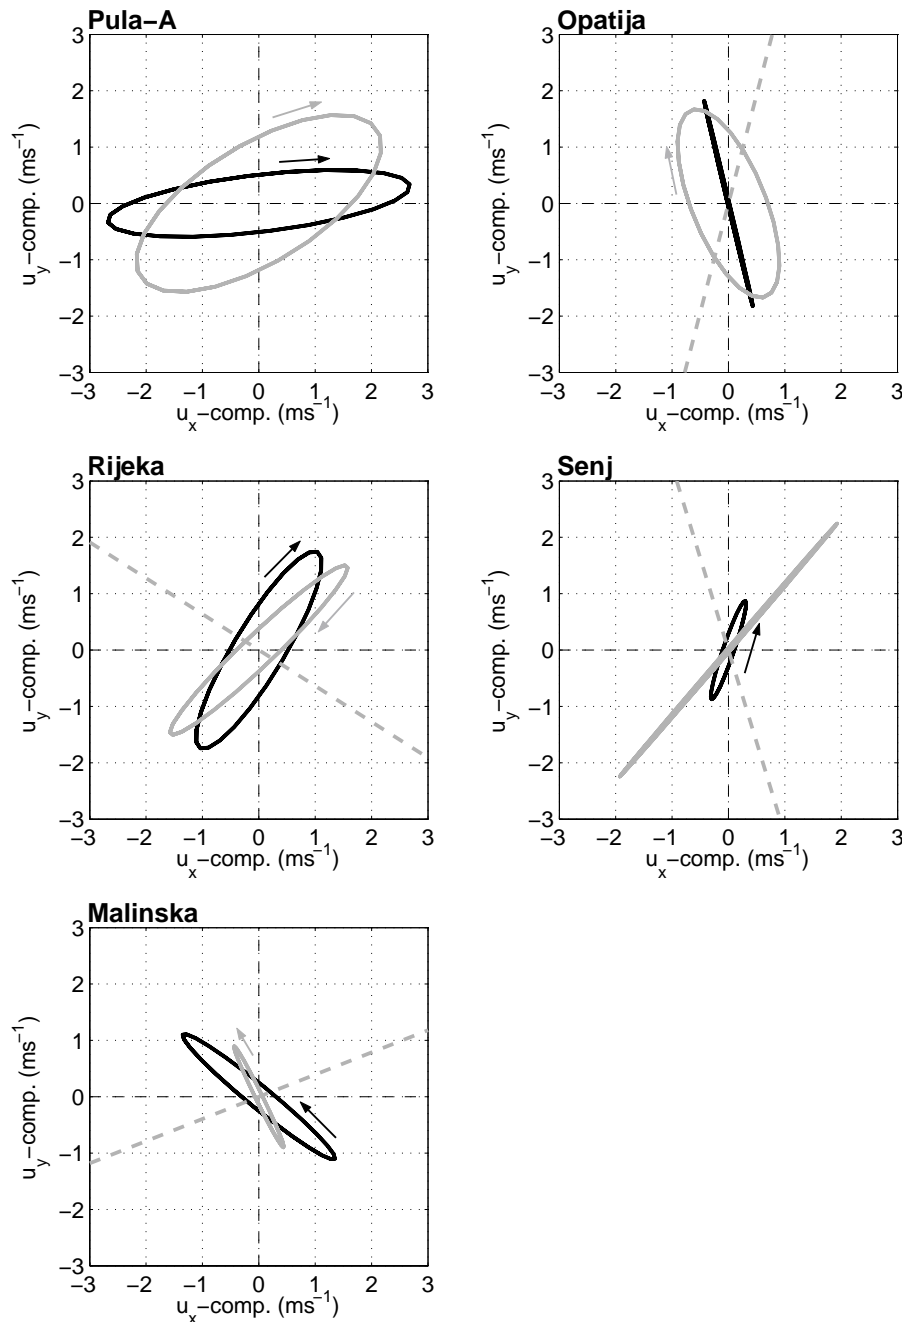 Pula−A
3
2
1
0
−1
−2
−3
−3 −2 −1 0 1 2 3
u_x−comp. (ms^−1)
u_y−comp. (ms^−1)
Opatija
3
2
1
0
−1
−2
−3
−3 −2 −1 0 1 2 3
u_x−comp. (ms^−1)
u_y−comp. (ms^−1)
Rijeka
3
2
1
0
−1
−2
−3
−3 −2 −1 0 1 2 3
u_x−comp. (ms^−1)
u_y−comp. (ms^−1)
Senj
3
2
1
0
−1
−2
−3
−3 −2 −1 0 1 2 3
u_x−comp. (ms^−1)
u_y−comp. (ms^−1)
Malinska
3
2
1
0
−1
−2
−3
−3 −2 −1 0 1 2 3
u_x−comp. (ms^−1)
u_y−comp. (ms^−1)